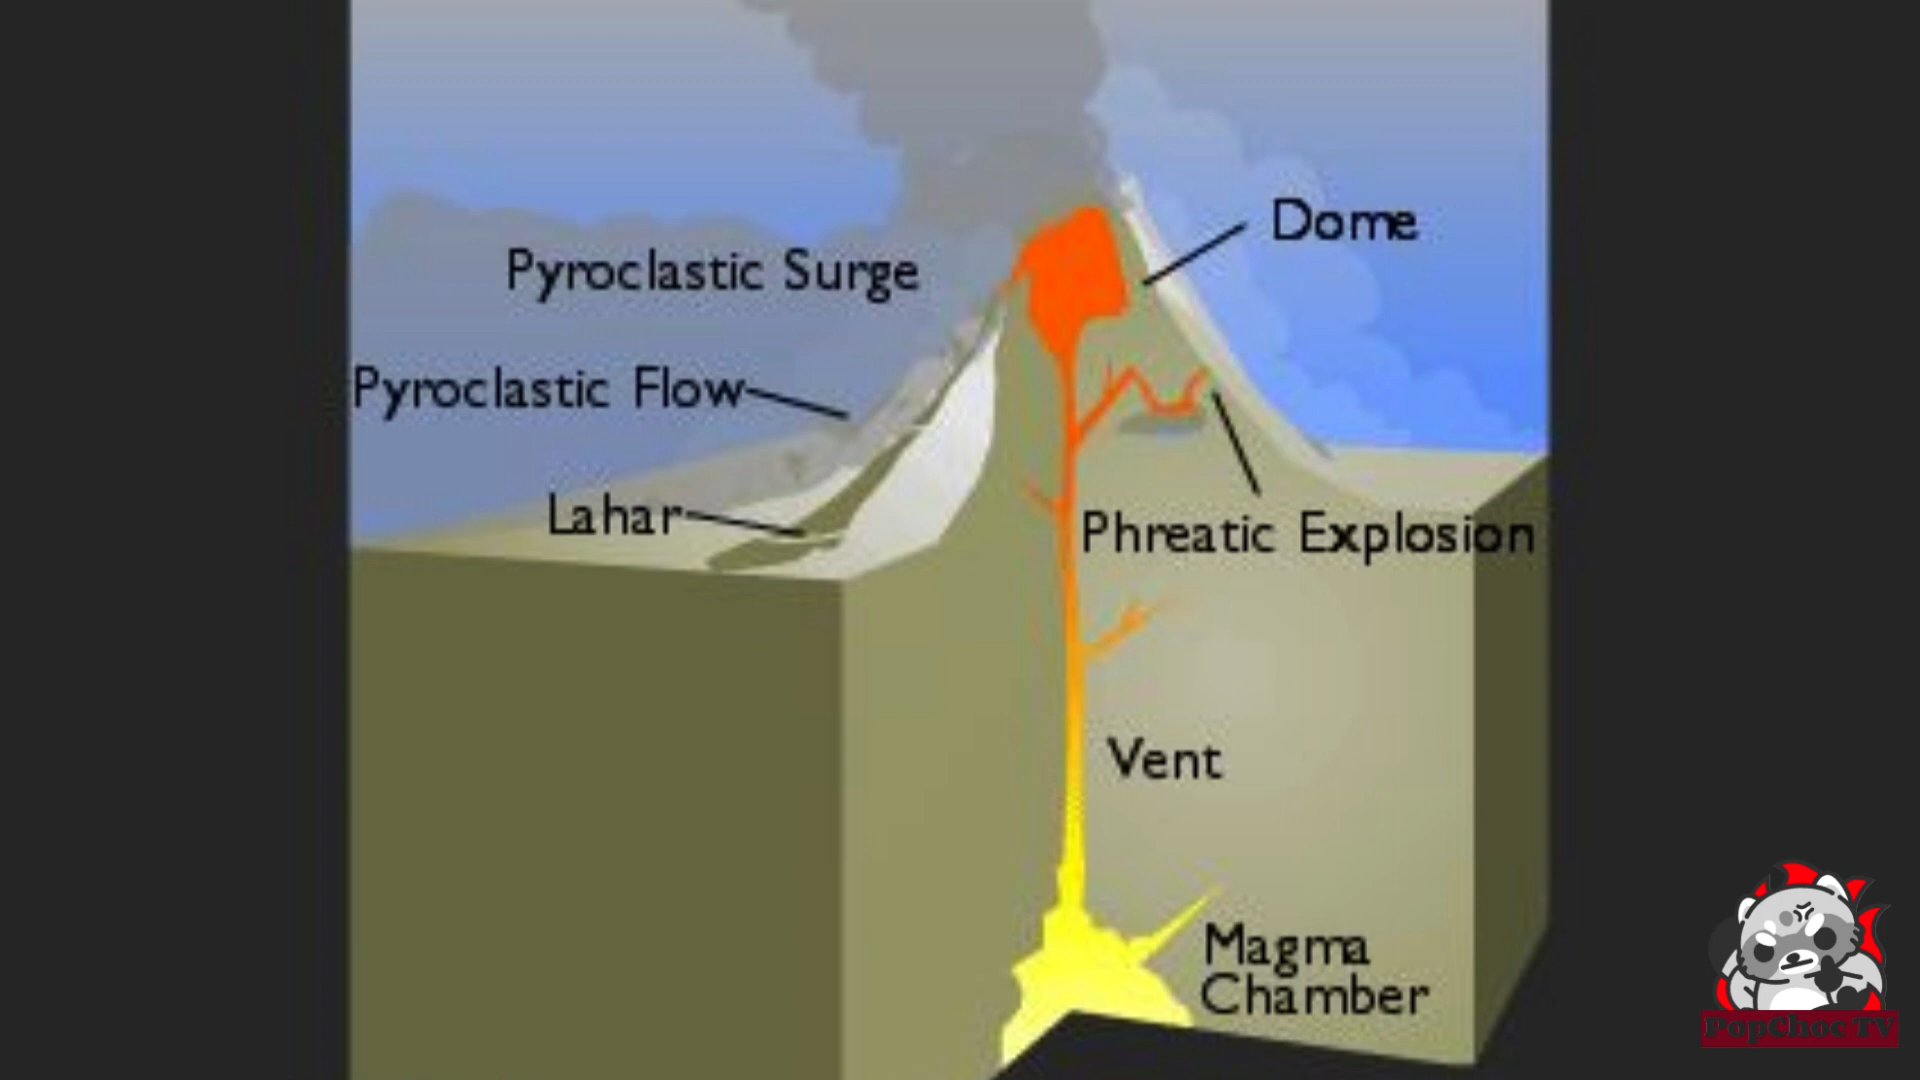 Dome
Pyroclastic Surge
Pyroclastic Flow
Lahar
Phreatic Explosion
Vent
Magma
Chamber
PopChoc TV